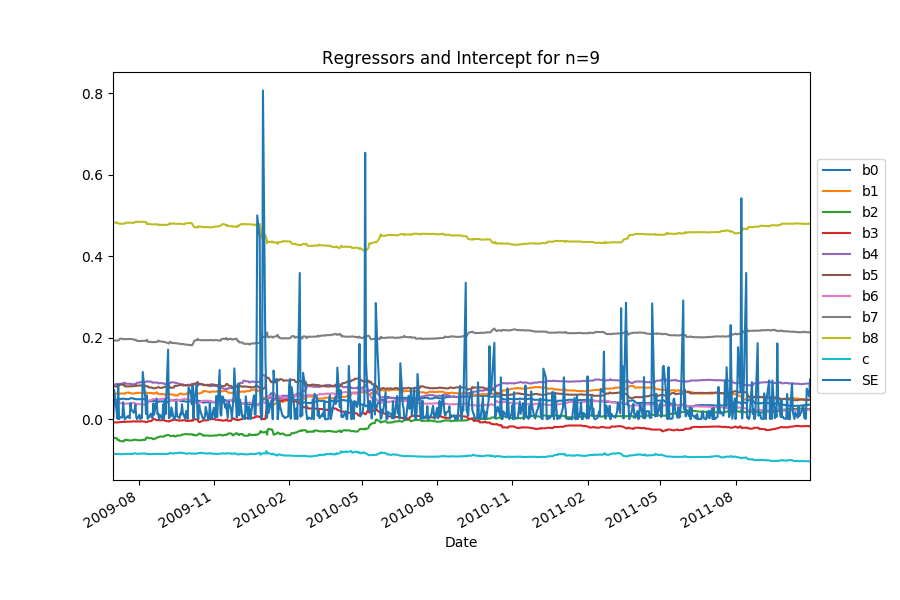 Regressors and Intercept for n=9
0.8
0.6
0.4
0.2
0.0
2009-08
2009-11
2010-02
2010-05
2010-08
2010-11
2011-02
2011-05
2011-08
Date
b0
b1
b2
b3
b4
b5
b6
b7
b8
c
SE